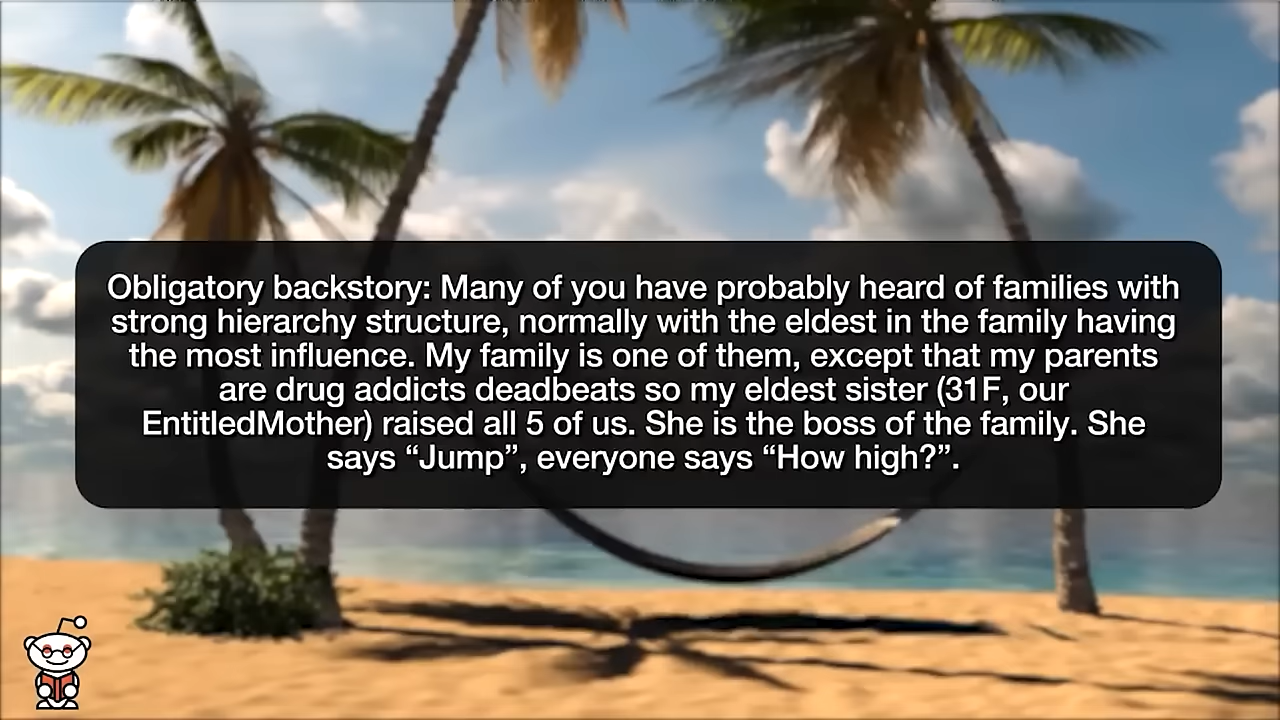 Obligatory backstory: Many of you have probably heard of families with
strong hierarchy structure, normally with the eldest in the family having
the most influence. My family is one of them, except that my parents
are drug addicts deadbeats so my eldest sister (31F, our
EntitledMother) raised all 5 of us. She is the boss of the family. She
says “Jump”, everyone says “How high?”.